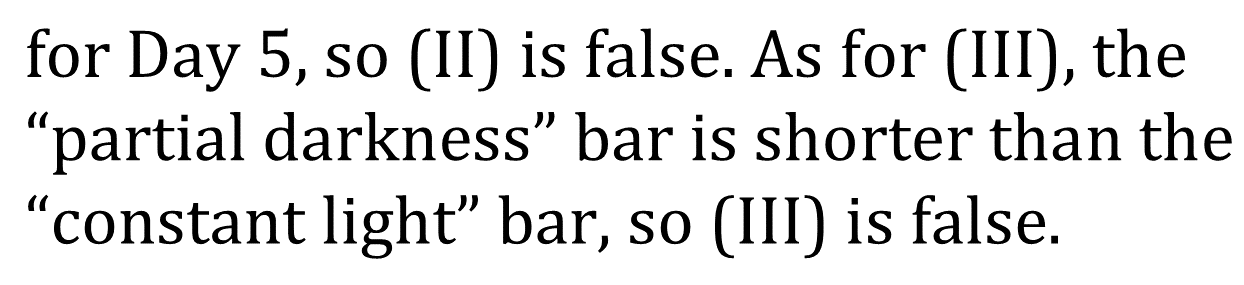 for Day 5, so (II) is false. As for (III), the
“partial darkness” bar is shorter than the
“constant light” bar, so (III) is false.